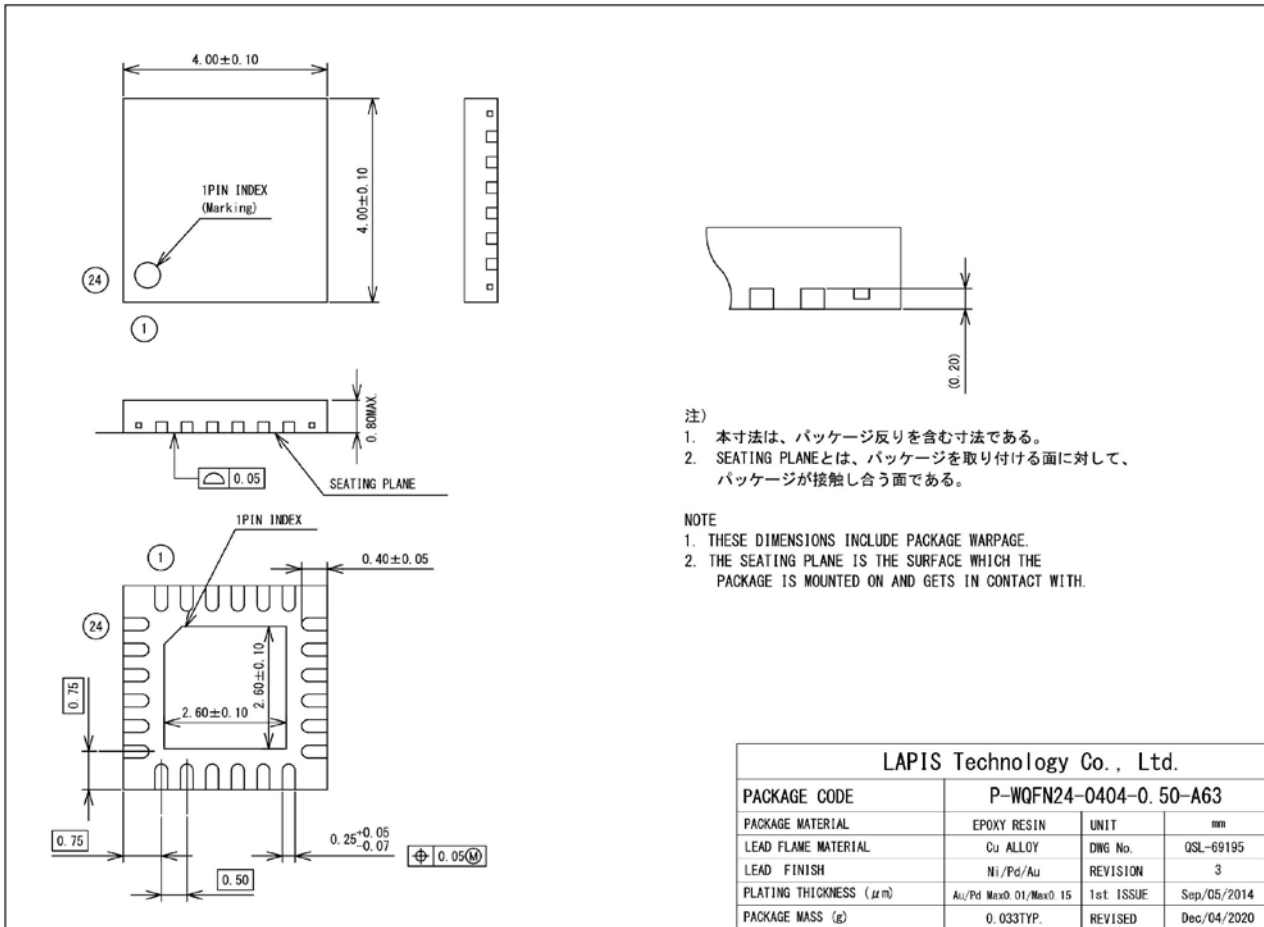 4.00±0.10
4.00±0.10
1PIN INDEX
(Marking)
24
1
(0.20)
0.80MAX.
0.05
SEATING PLANE
注)
1. 本寸法は、パッケージ反りを含む寸法である。
2. SEATING PLANEとは、パッケージを取り付ける面に対して、
パッケージが接触し合う面である。
NOTE
1. THESE DIMENSIONS INCLUDE PACKAGE WARPAGE.
2. THE SEATING PLANE IS THE SURFACE WHICH THE
PACKAGE IS MOUNTED ON AND GETS IN CONTACT WITH.
1PIN INDEX
1
0.40±0.05
24
2.60±0.10
2.60±0.10
0.75
0.75
0.50
0.25+0.05-0.07
⌖ 0.05Ⓜ
LAPIS Technology Co., Ltd.
PACKAGE CODE P-WQFN24-0404-0.50-A63
PACKAGE MATERIAL EPOXY RESIN UNIT mm
LEAD FLAME MATERIAL Cu ALLOY DWG No. QSL-69195
LEAD FINISH Ni/Pd/Au REVISION 3
PLATING THICKNESS (μm) Au/Pd Max0.01/Max0.15 1st ISSUE Sep/05/2014
PACKAGE MASS (g) 0.033TYP. REVISED Dec/04/2020